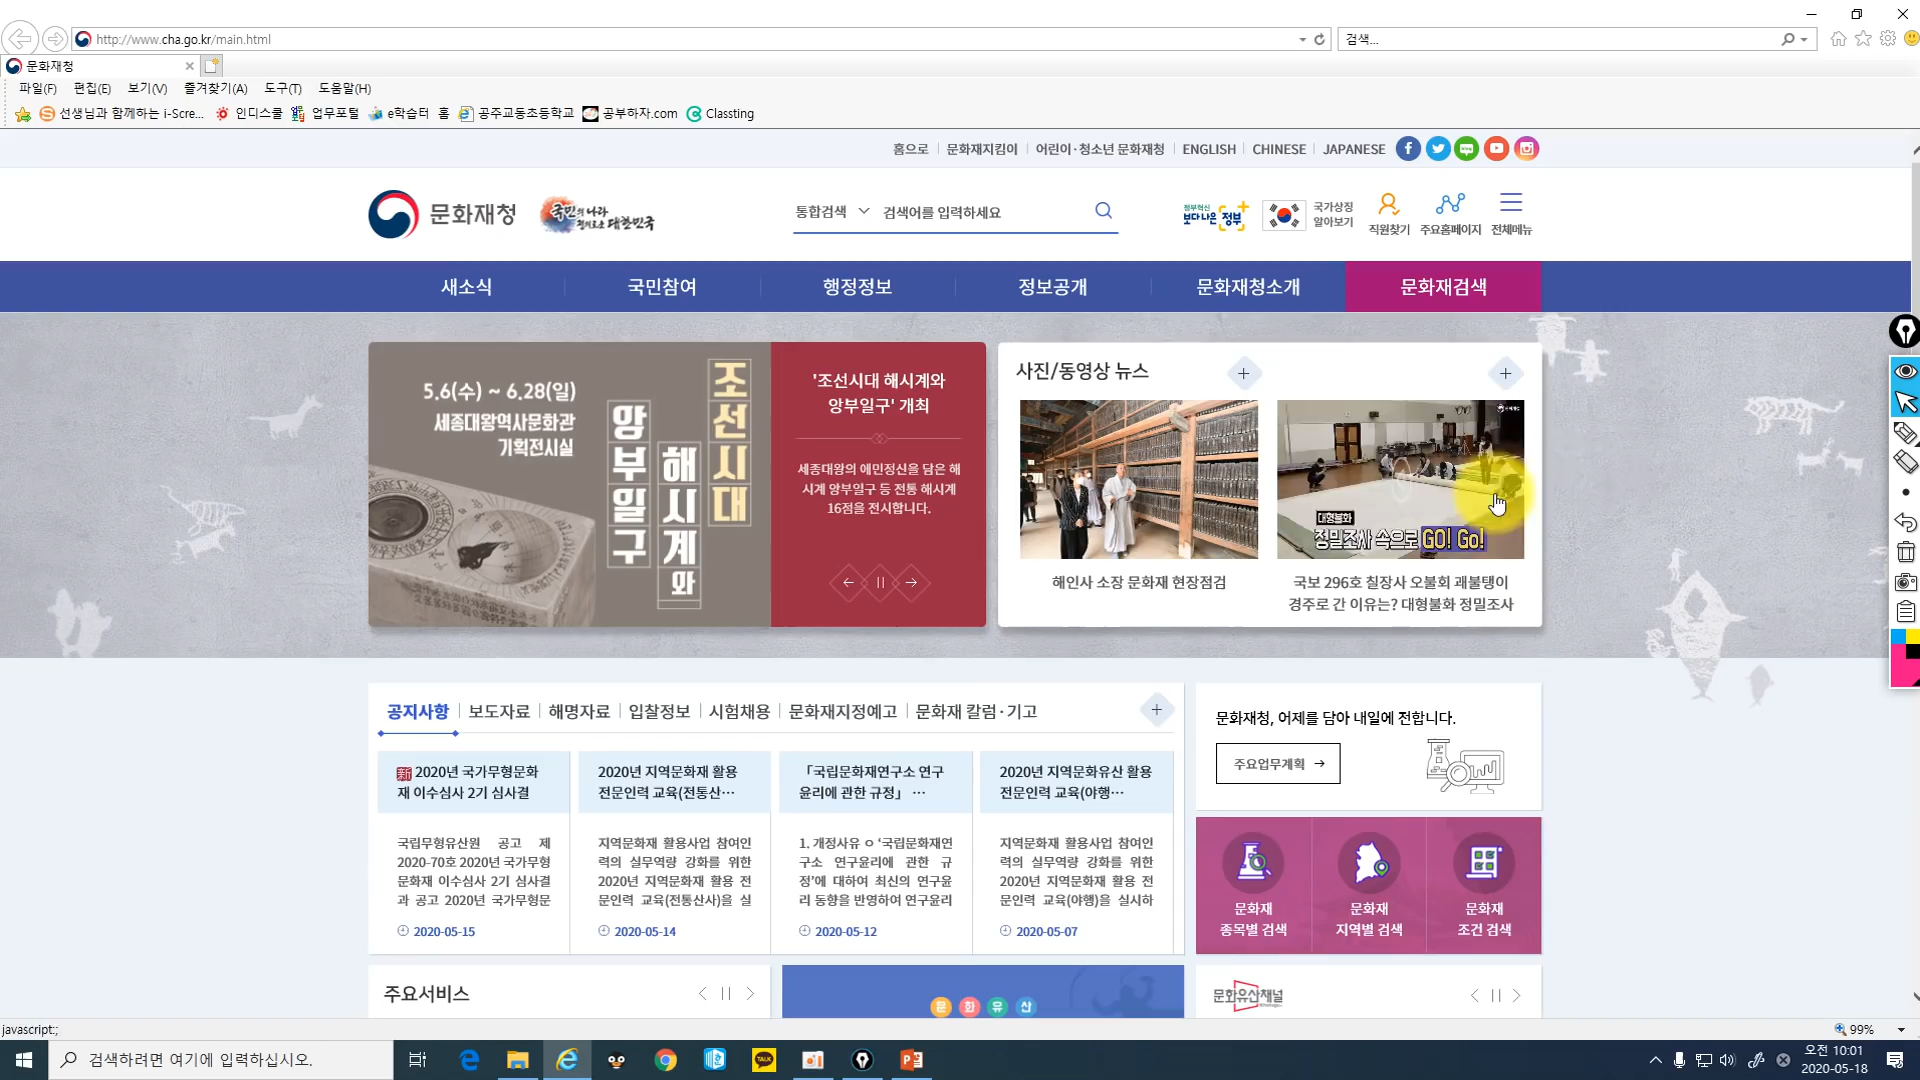 http://www.cha.go.kr/main.html
검색...
문화재청
파일(F) 편집(E) 보기(V) 즐겨찾기(A) 도구(T) 도움말(H)
선생님과 함께하는 i-Scre... 인디스쿨 업무포털 e학습터 홈 공주교동초등학교 공부하자.com Classting
홈으로 문화재지킴이 어린이·청소년 문화재청 ENGLISH CHINESE JAPANESE
문화재청
국민의 나라 정의로운 대한민국
통합검색 검색어를 입력하세요
정부혁신
보다나은 정부
국가상징
알아보기
직원찾기 주요홈페이지 전체메뉴
새소식 국민참여 행정정보 정보공개 문화재청소개 문화재검색
5.6(수) ~ 6.28(일)
세종대왕역사문화관
기획전시실
조선시대
해시계와
앙부일구
'조선시대 해시계와
앙부일구' 개최
세종대왕의 애민정신을 담은 해
시계 앙부일구 등 전통 해시계
16점을 전시합니다.
사진/동영상 뉴스
대형불화
정밀조사 속으로 GO! Go!
해인사 소장 문화재 현장점검
국보 296호 칠장사 오불회 괘불탱이
경주로 간 이유는? 대형불화 정밀조사
공지사항 보도자료 해명자료 입찰정보 시험채용 문화재지정예고 문화재 칼럼·기고
新 2020년 국가무형문화
재 이수심사 2기 심사결
국립무형유산원 공고 제
2020-70호 2020년 국가무형
문화재 이수심사 2기 심사결
과 공고 2020년 국가무형문
2020-05-15
2020년 지역문화재 활용
전문인력 교육(전통산…
지역문화재 활용사업 참여인
력의 실무역량 강화를 위한
2020년 지역문화재 활용 전
문인력 교육(전통산사)을 실
2020-05-14
「국립문화재연구소 연구
윤리에 관한 규정」 …
1. 개정사유 ㅇ ‘국립문화재연
구소 연구윤리에 관한 규
정’에 대하여 최신의 연구윤
리 동향을 반영하여 연구윤리
2020-05-12
2020년 지역문화유산 활용
전문인력 교육(야행…
지역문화재 활용사업 참여인
력의 실무역량 강화를 위한
2020년 지역문화재 활용 전
문인력 교육(야행)을 실시하
2020-05-07
문화재청, 어제를 담아 내일에 전합니다.
주요업무계획 →
문화재
종목별 검색
문화재
지역별 검색
문화재
조건 검색
주요서비스
문화유산
문화유산채널
javascript:;
99%
검색하려면 여기에 입력하십시오.
TALK
오전 10:01
2020-05-18